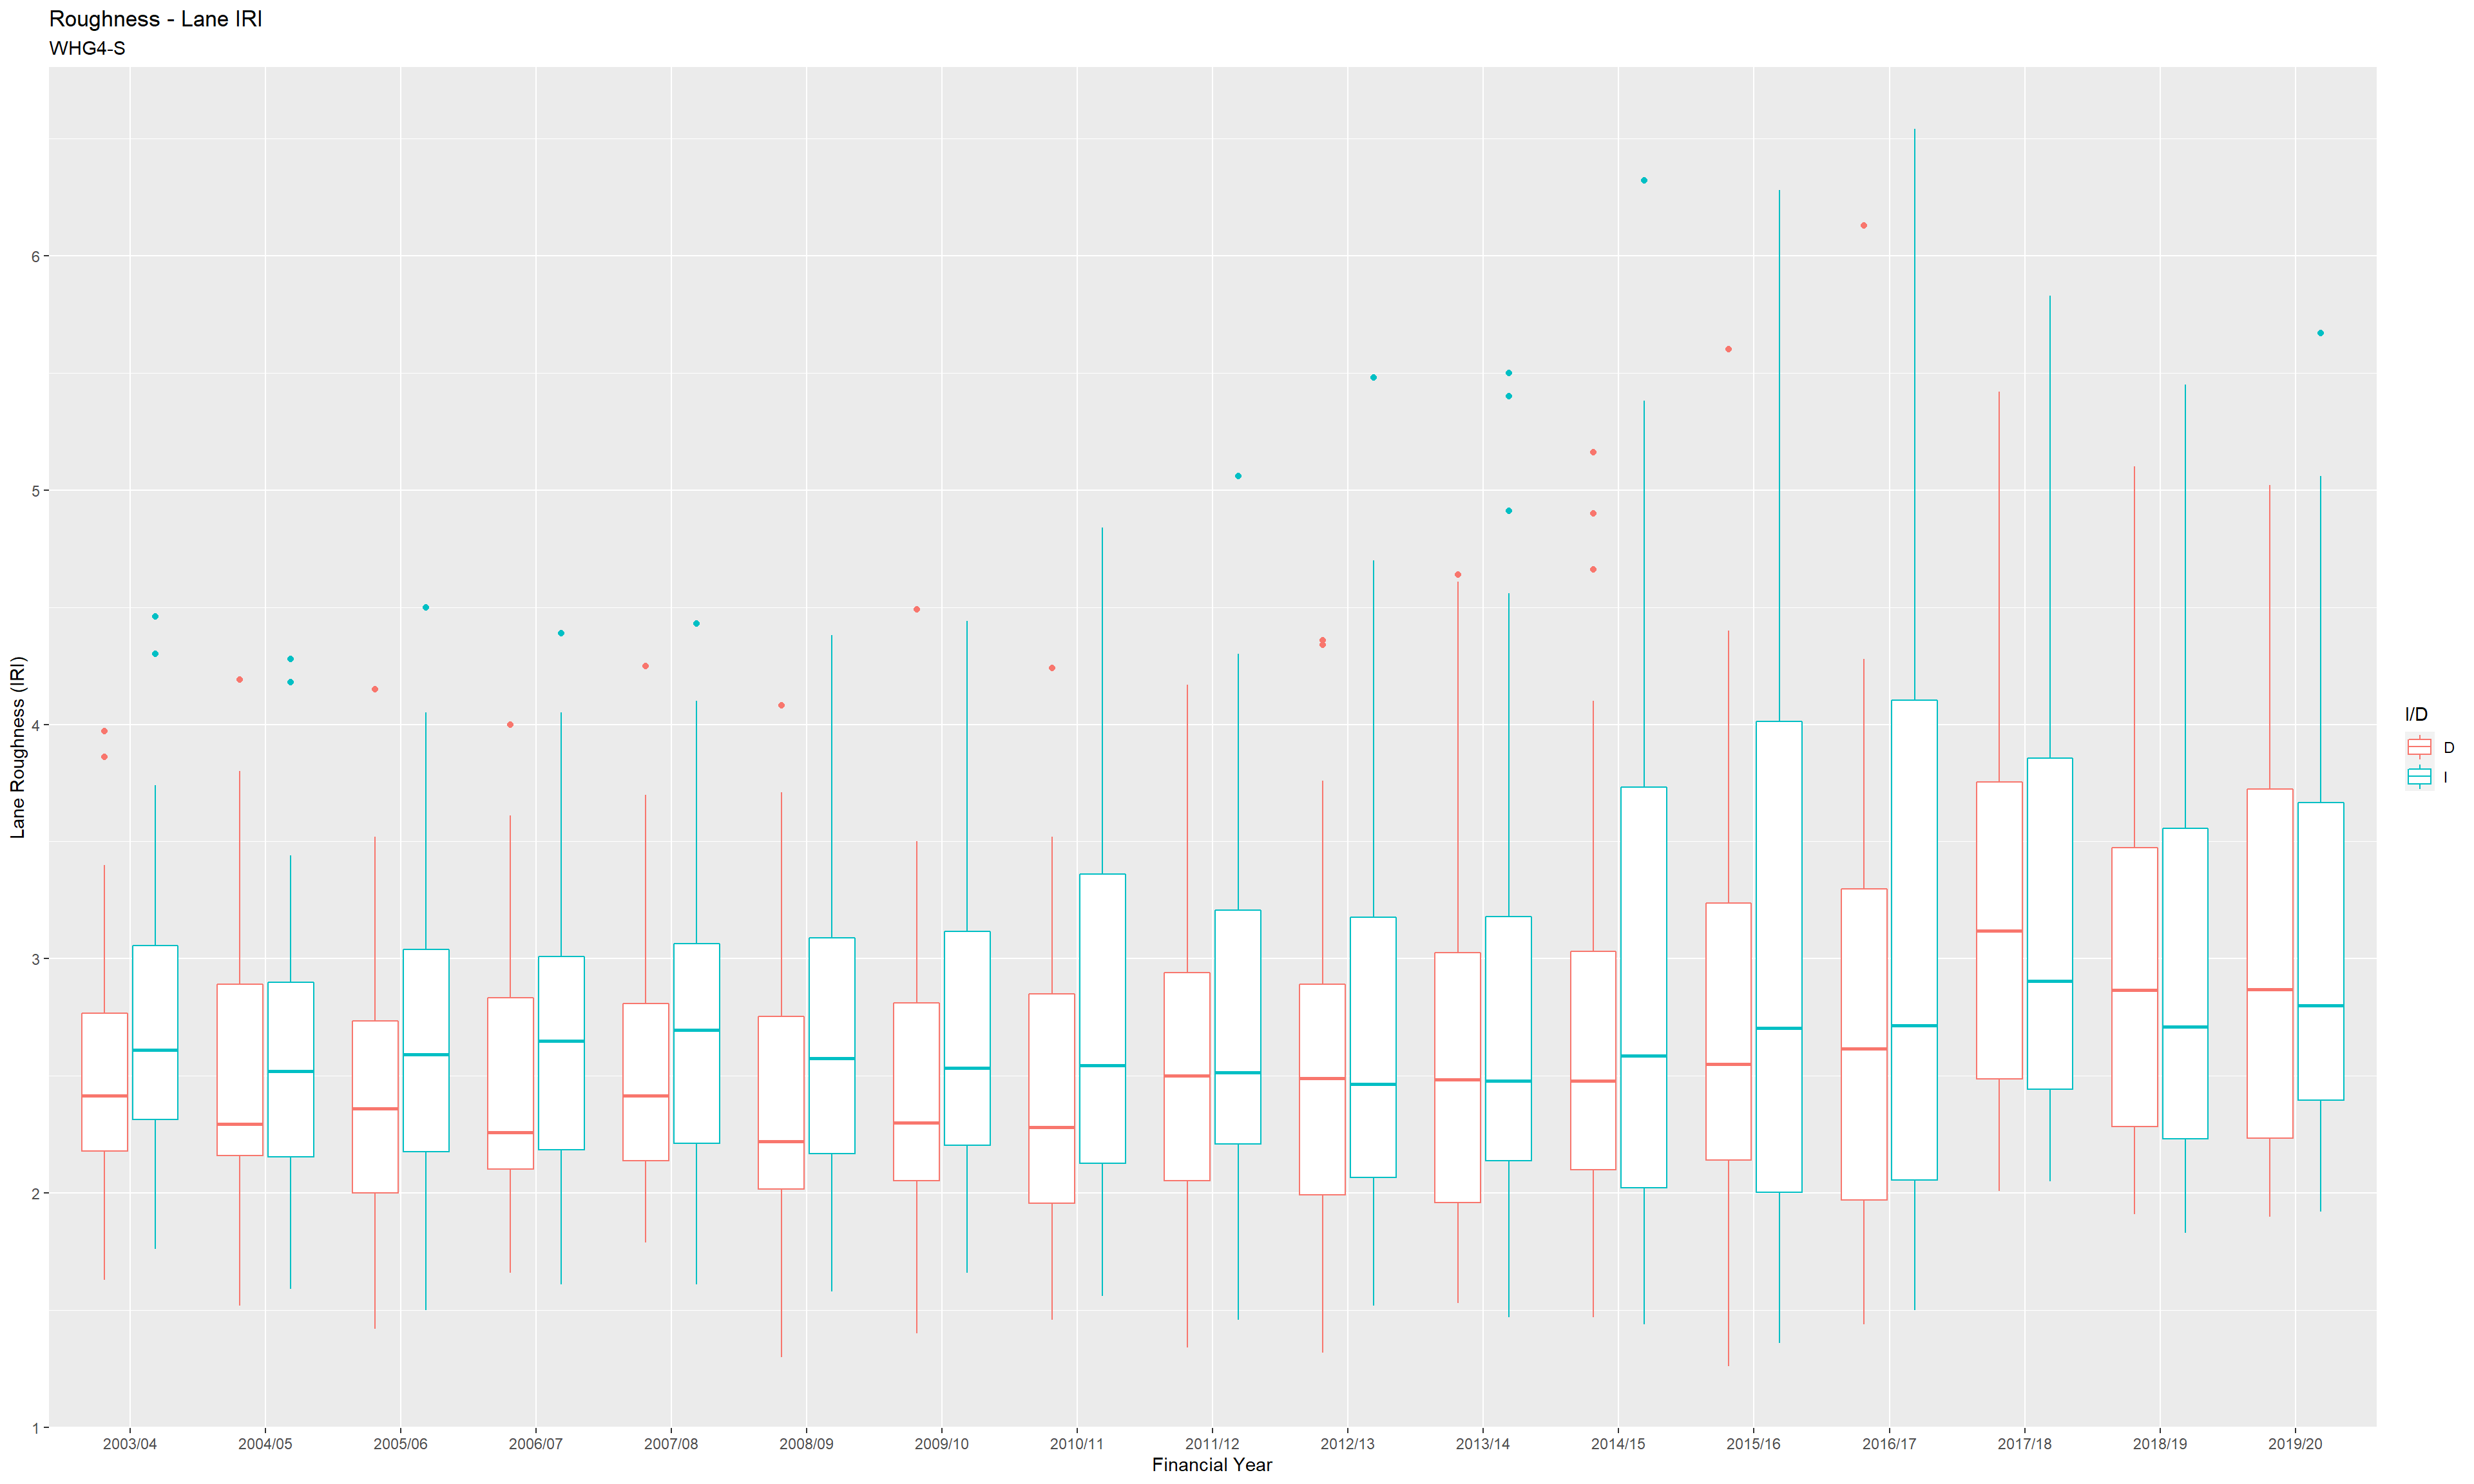 Roughness - Lane IRI
WHG4-S
Lane Roughness (IRI)
6
5
4
3
2
1
2003/04 2004/05 2005/06 2006/07 2007/08 2008/09 2009/10 2010/11 2011/12 2012/13 2013/14 2014/15 2015/16 2016/17 2017/18 2018/19 2019/20
Financial Year
I/D
D
I